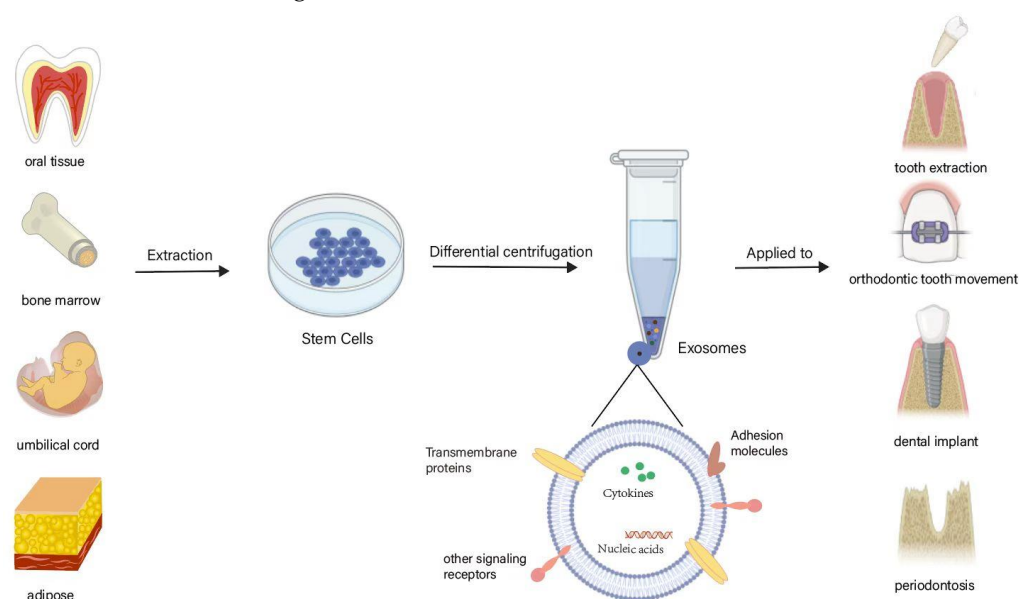 oral tissue
bone marrow
umbilical cord
adipose
Extraction
Stem Cells
Differential centrifugation
Exosomes
Transmembrane
proteins
Adhesion
molecules
Cytokines
Nucleic acids
other signaling
receptors
Applied to
tooth extraction
orthodontic tooth movement
dental implant
periodontosis